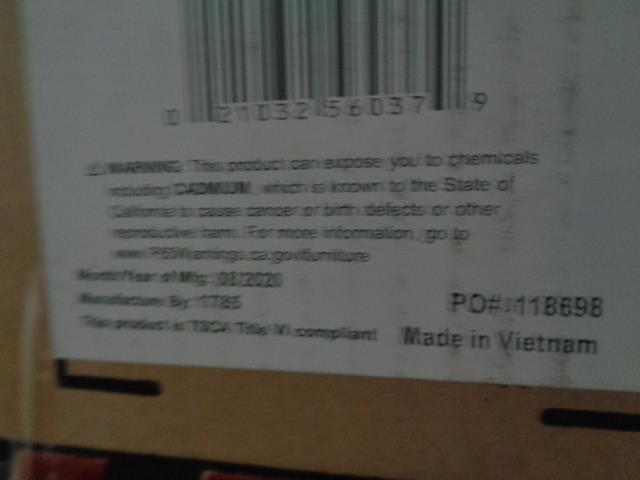 0 21032 56037 9
⚠ WARNING: This product can expose you to chemicals
including CADMIUM, which is known to the State of
California to cause cancer or birth defects or other
reproductive harm. For more information, go to
www.P65Warnings.ca.gov/furniture
Month/Year of Mfg.: 08/2020
Manufacture By: 1785
This product is TSCA Title VI compliant
PO#:118698
Made in Vietnam